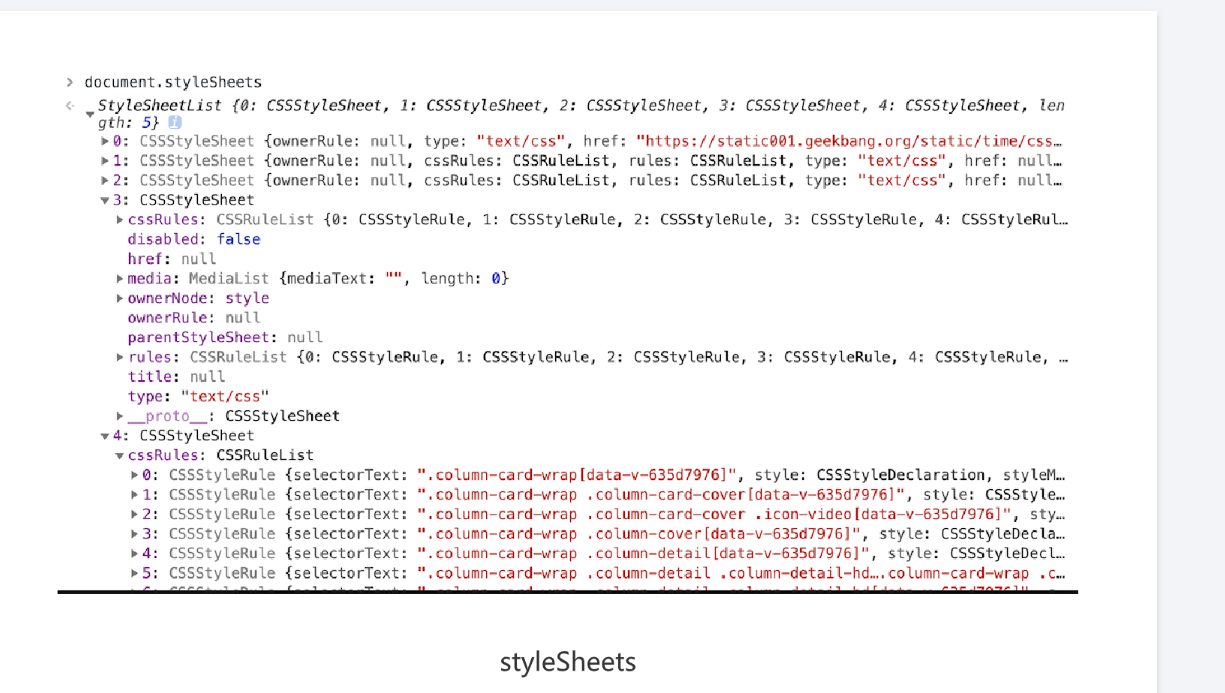 > document.styleSheets
StyleSheetList {0: CSSStyleSheet, 1: CSSStyleSheet, 2: CSSStyleSheet, 3: CSSStyleSheet, 4: CSSStyleSheet, len
gth: 5} i
0: CSSStyleSheet {ownerRule: null, type: "text/css", href: "https://static001.geekbang.org/static/time/css…
1: CSSStyleSheet {ownerRule: null, cssRules: CSSRuleList, rules: CSSRuleList, type: "text/css", href: null…
2: CSSStyleSheet {ownerRule: null, cssRules: CSSRuleList, rules: CSSRuleList, type: "text/css", href: null…
3: CSSStyleSheet
cssRules: CSSRuleList {0: CSSStyleRule, 1: CSSStyleRule, 2: CSSStyleRule, 3: CSSStyleRule, 4: CSSStyleRul…
disabled: false
href: null
media: MediaList {mediaText: "", length: 0}
ownerNode: style
ownerRule: null
parentStyleSheet: null
rules: CSSRuleList {0: CSSStyleRule, 1: CSSStyleRule, 2: CSSStyleRule, 3: CSSStyleRule, 4: CSSStyleRule, …
title: null
type: "text/css"
__proto__: CSSStyleSheet
4: CSSStyleSheet
cssRules: CSSRuleList
0: CSSStyleRule {selectorText: ".column-card-wrap[data-v-635d7976]", style: CSSStyleDeclaration, styleM…
1: CSSStyleRule {selectorText: ".column-card-wrap .column-card-cover[data-v-635d7976]", style: CSSStyle…
2: CSSStyleRule {selectorText: ".column-card-wrap .column-card-cover .icon-video[data-v-635d7976]", sty…
3: CSSStyleRule {selectorText: ".column-card-wrap .column-cover[data-v-635d7976]", style: CSSStyleDecla…
4: CSSStyleRule {selectorText: ".column-card-wrap .column-detail[data-v-635d7976]", style: CSSStyleDecl…
5: CSSStyleRule {selectorText: ".column-card-wrap .column-detail .column-detail-hd….column-card-wrap .c…
styleSheets